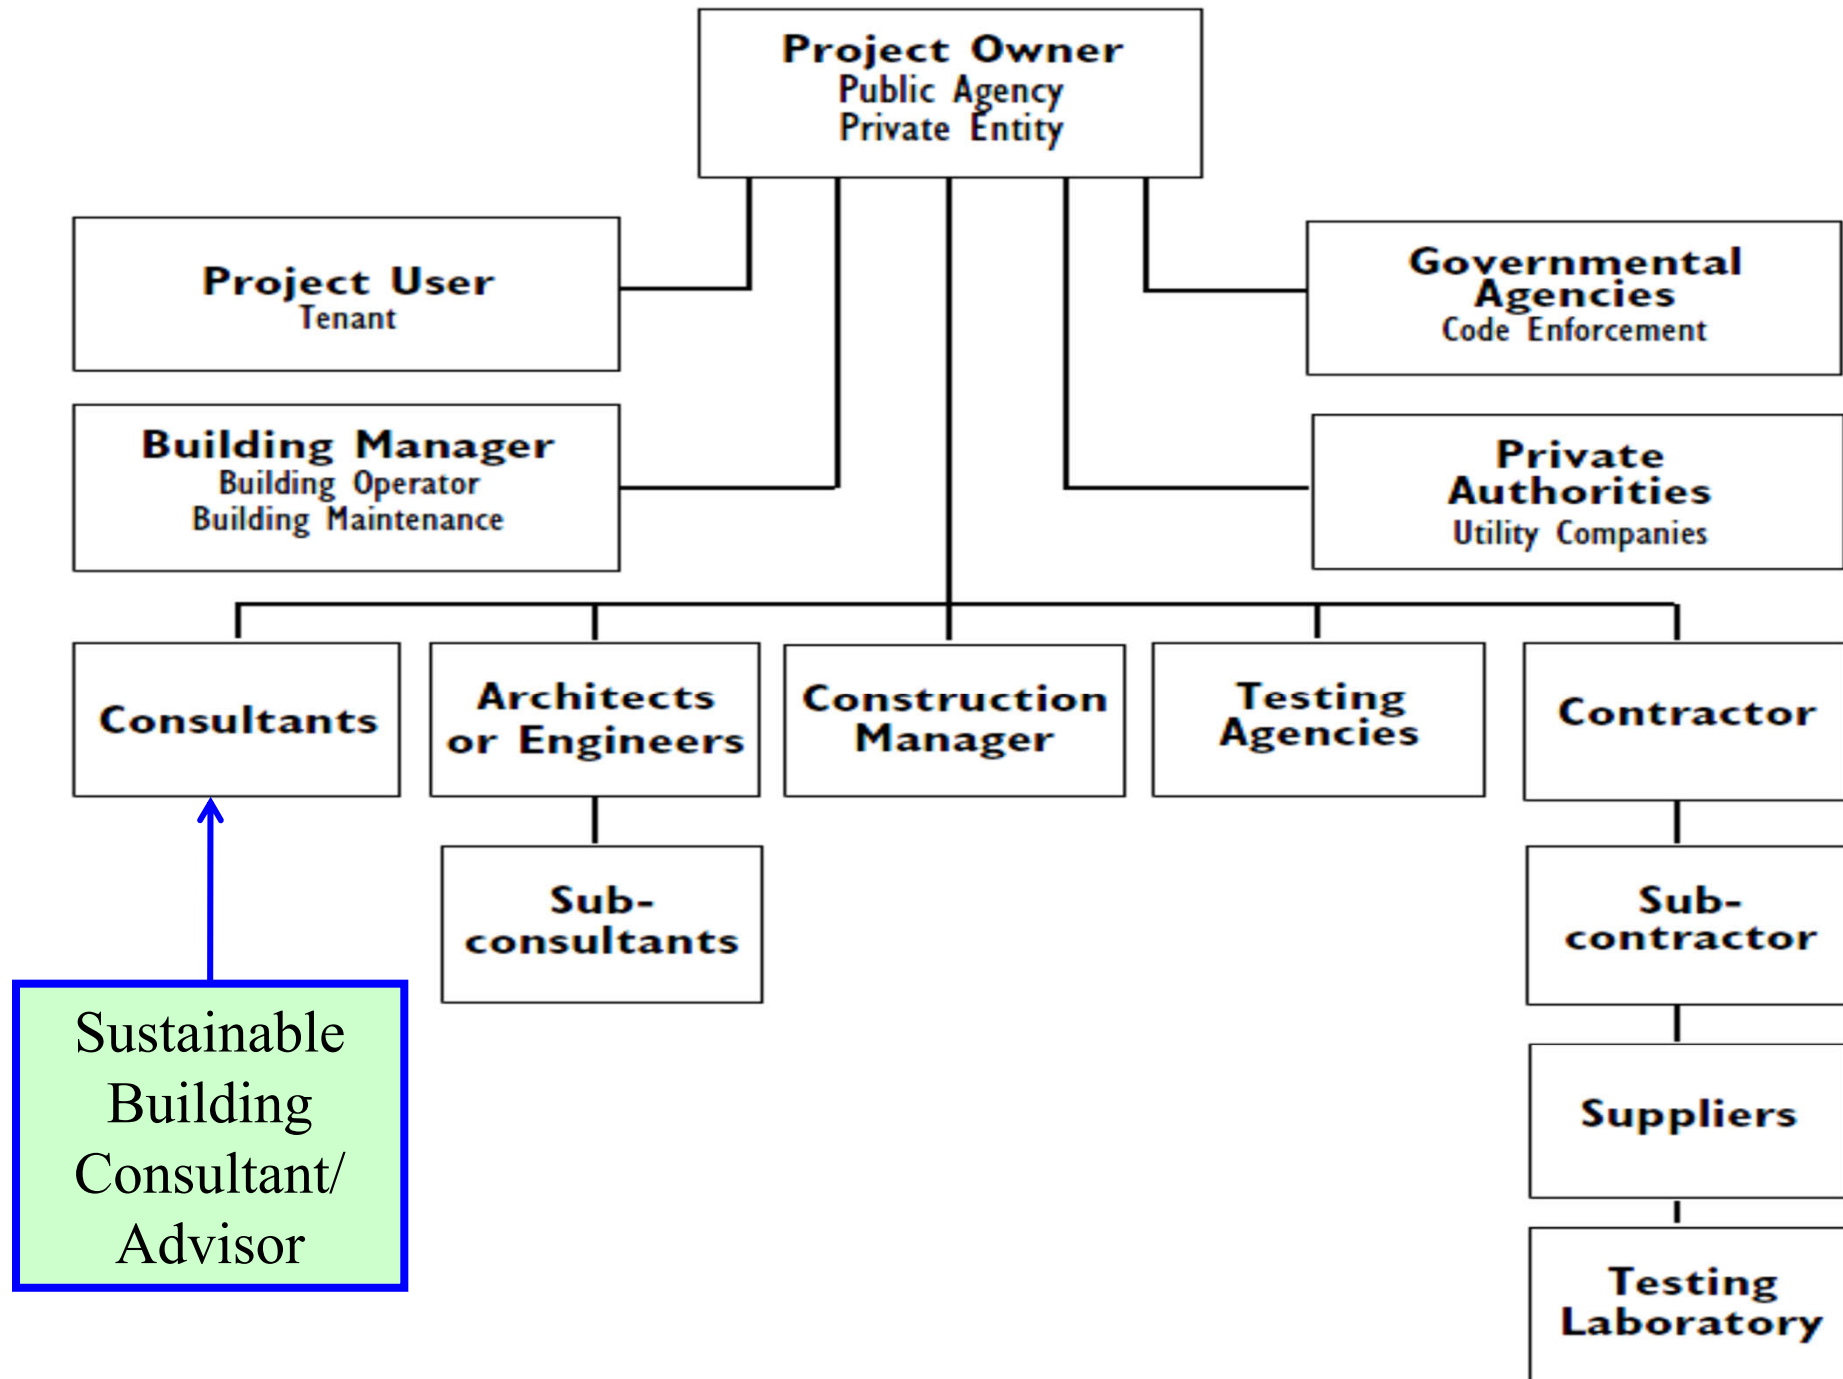 Project Owner
Public Agency
Private Entity
Project User
Tenant
Governmental
Agencies
Code Enforcement
Building Manager
Building Operator
Building Maintenance
Private
Authorities
Utility Companies
Consultants
Architects
or Engineers
Construction
Manager
Testing
Agencies
Contractor
Sub-
consultants
Sub-
contractor
Sustainable
Building
Consultant/
Advisor
Suppliers
Testing
Laboratory